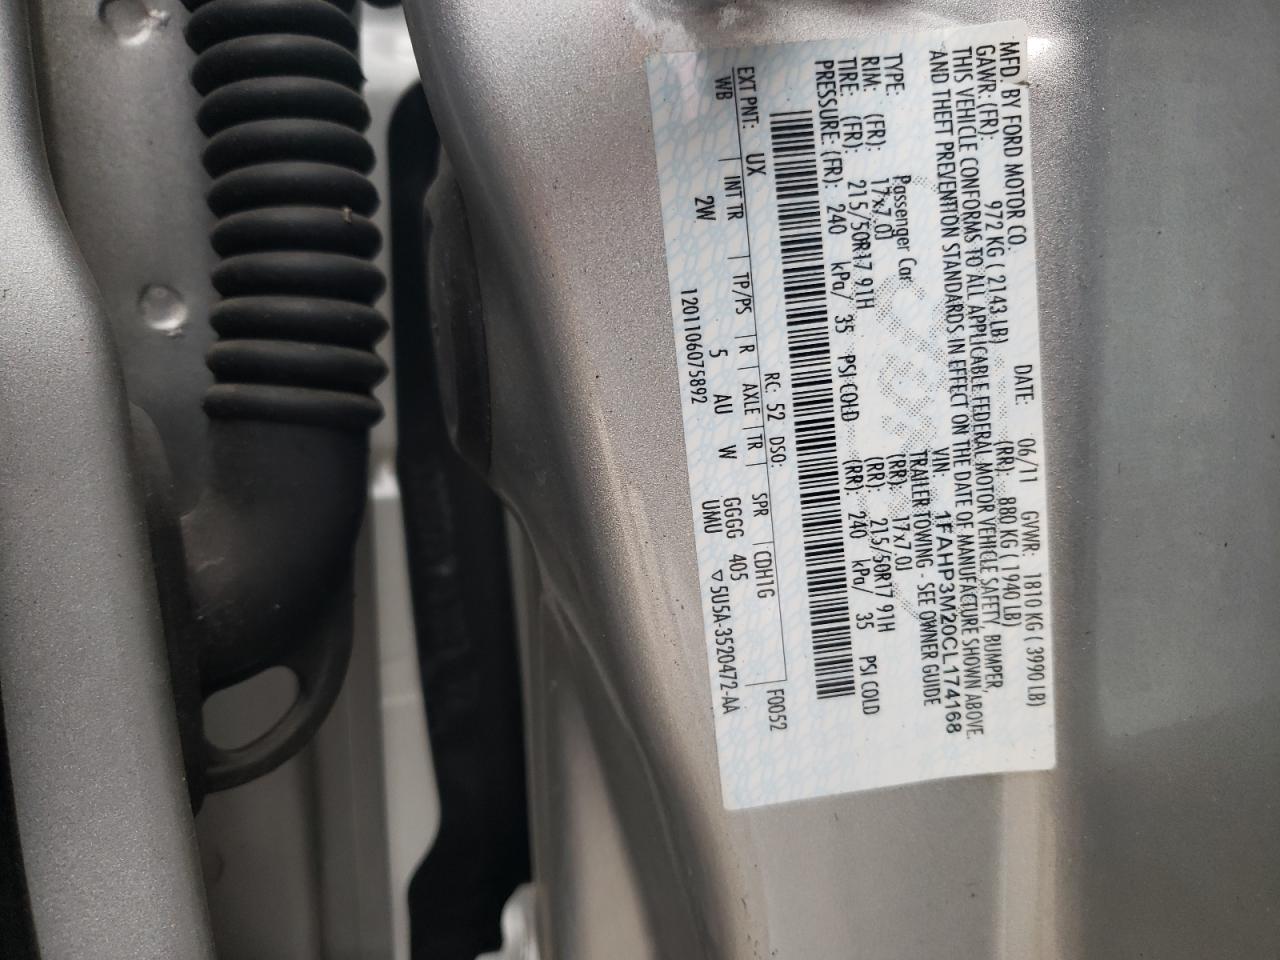 MFD. BY FORD MOTOR CO.
DATE: 06/11 GVWR: 1810 KG ( 3990 LB)
GAWR: (FR): 972 KG ( 2143 LB) (RR): 880 KG ( 1940 LB)
THIS VEHICLE CONFORMS TO ALL APPLICABLE FEDERAL MOTOR VEHICLE SAFETY, BUMPER,
AND THEFT PREVENTION STANDARDS IN EFFECT ON THE DATE OF MANUFACTURE SHOWN ABOVE.
VIN: 1FAHP3M20CL174168
TYPE: Passenger Car TRAILER TOWING - SEE OWNER GUIDE
RIM: (FR): 17x7.0J (RR): 17x7.0J
TIRE: (FR): 215/50R17 91H (RR): 215/50R17 91H
PRESSURE: (FR): 240 kPa/ 35 PSI COLD (RR): 240 kPa/ 35 PSI COLD
EXT PNT: UX RC: 52 DSO: F0052
WB INT TR TP/PS R AXLE TR SPR CDH1G
2W 5 AU W GGGG 405
1201106075892 UMU ▽5U5A-3520472-AA